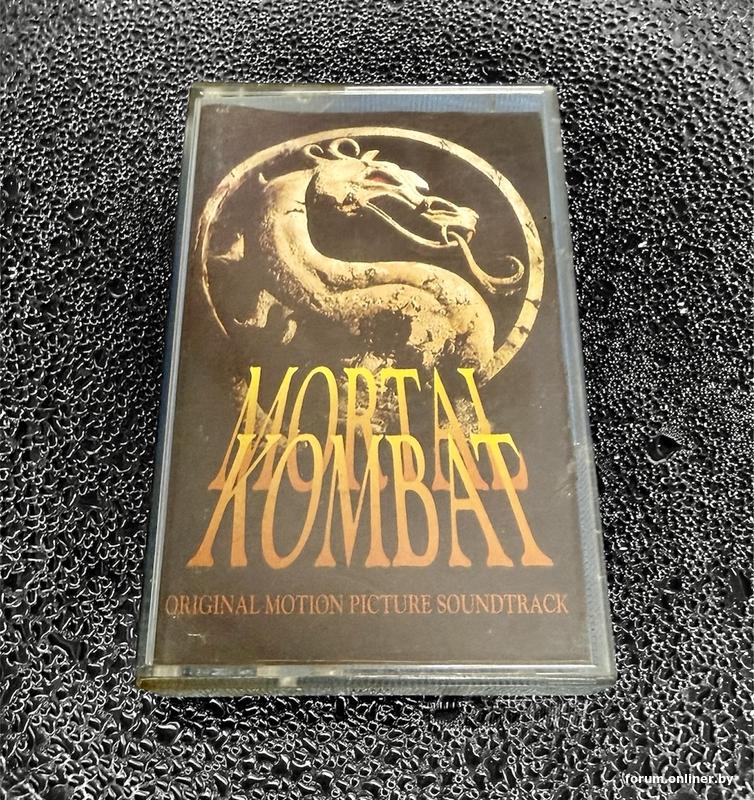 MORTAL
KOMBAT
ORIGINAL MOTION PICTURE SOUNDTRACK
forum.onliner.by